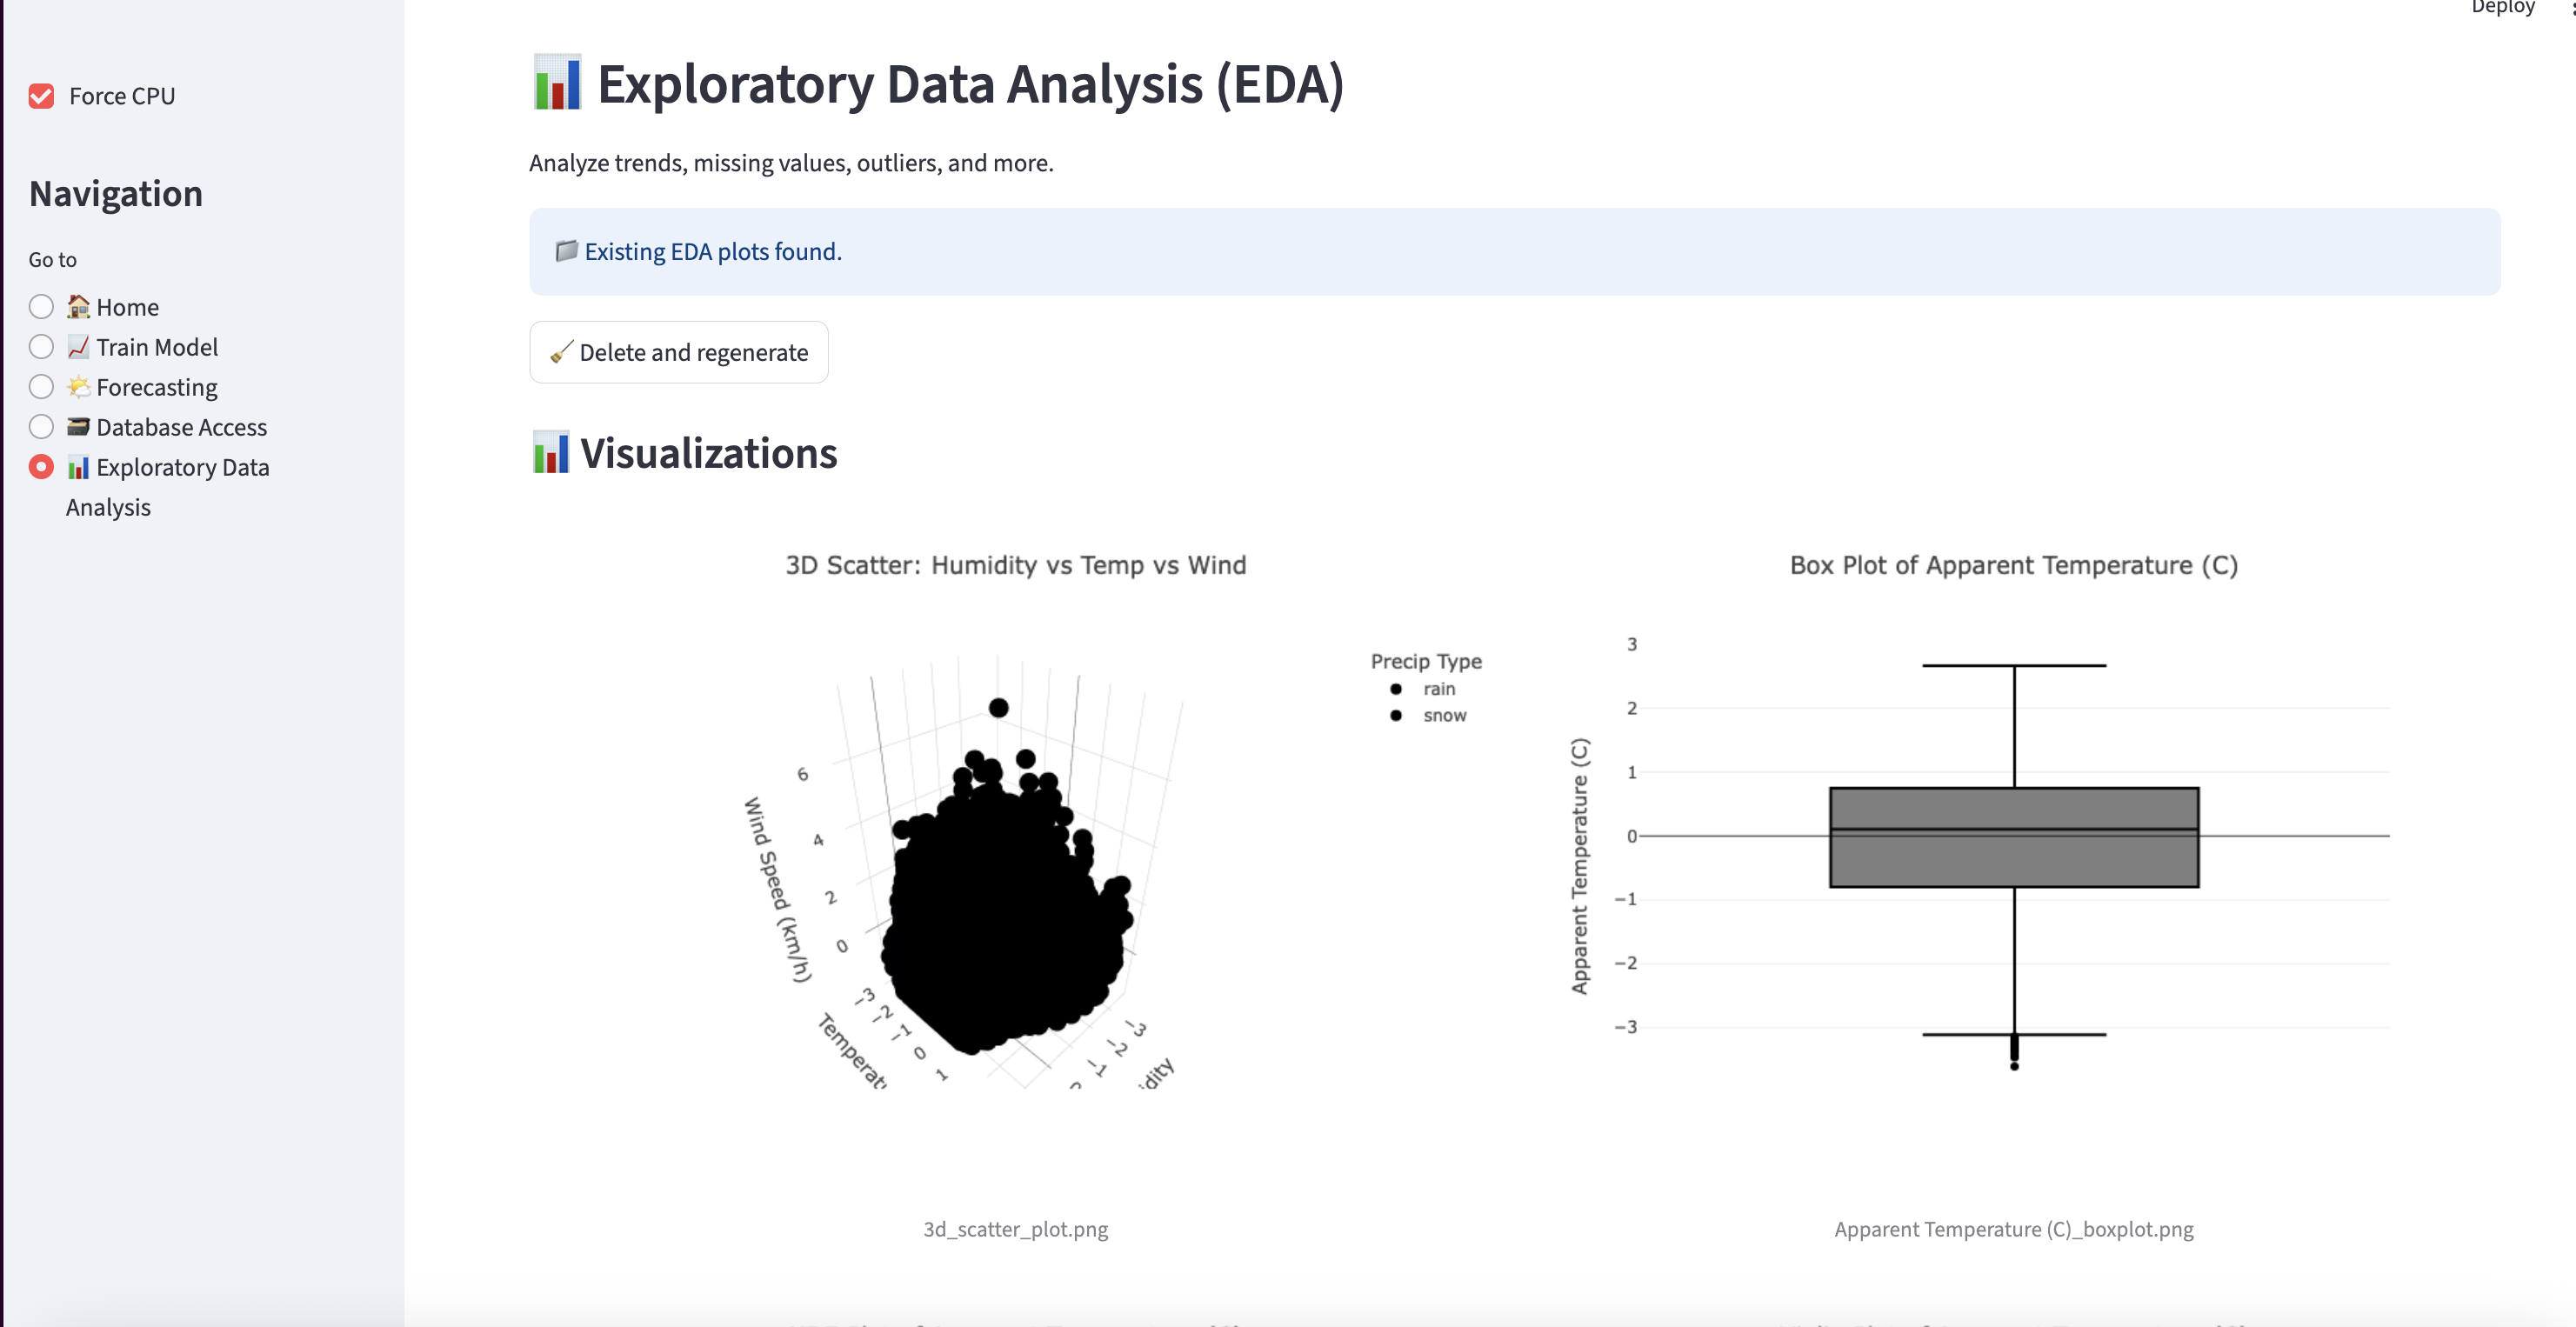 Deploy
Force CPU
Navigation
Go to
Home
Train Model
Forecasting
Database Access
Exploratory Data
Analysis
Exploratory Data Analysis (EDA)
Analyze trends, missing values, outliers, and more.
Existing EDA plots found.
Delete and regenerate
Visualizations
3D Scatter: Humidity vs Temp vs Wind
Precip Type
rain
snow
6
4
2
0
Wind Speed (km/h)
−3
−2
−1
0
1
Temperat
−3
−2
−1
idity
3d_scatter_plot.png
Box Plot of Apparent Temperature (C)
3
2
1
0
−1
−2
−3
Apparent Temperature (C)
Apparent Temperature (C)_boxplot.png